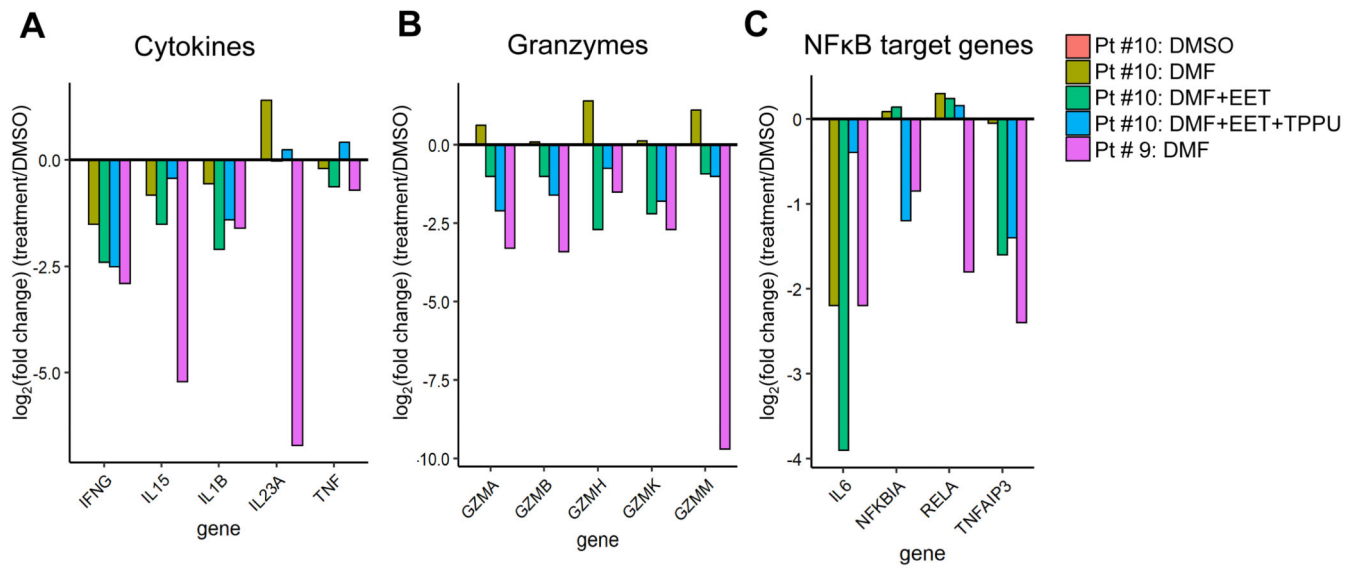 A
Cytokines
log2(fold change) (treatment/DMSO)
0.0
-2.5
-5.0
IFNG
IL15
IL1B
IL23A
TNF
gene
B
Granzymes
log2(fold change) (treatment/DMSO)
0.0
-2.5
-5.0
-7.5
-10.0
GZMA
GZMB
GZMH
GZMK
GZMM
gene
C
NFκB target genes
log2(fold change) (treatment/DMSO)
0
-1
-2
-3
-4
IL6
NFKBIA
RELA
TNFAIP3
gene
Pt #10: DMSO
Pt #10: DMF
Pt #10: DMF+EET
Pt #10: DMF+EET+TPPU
Pt # 9: DMF